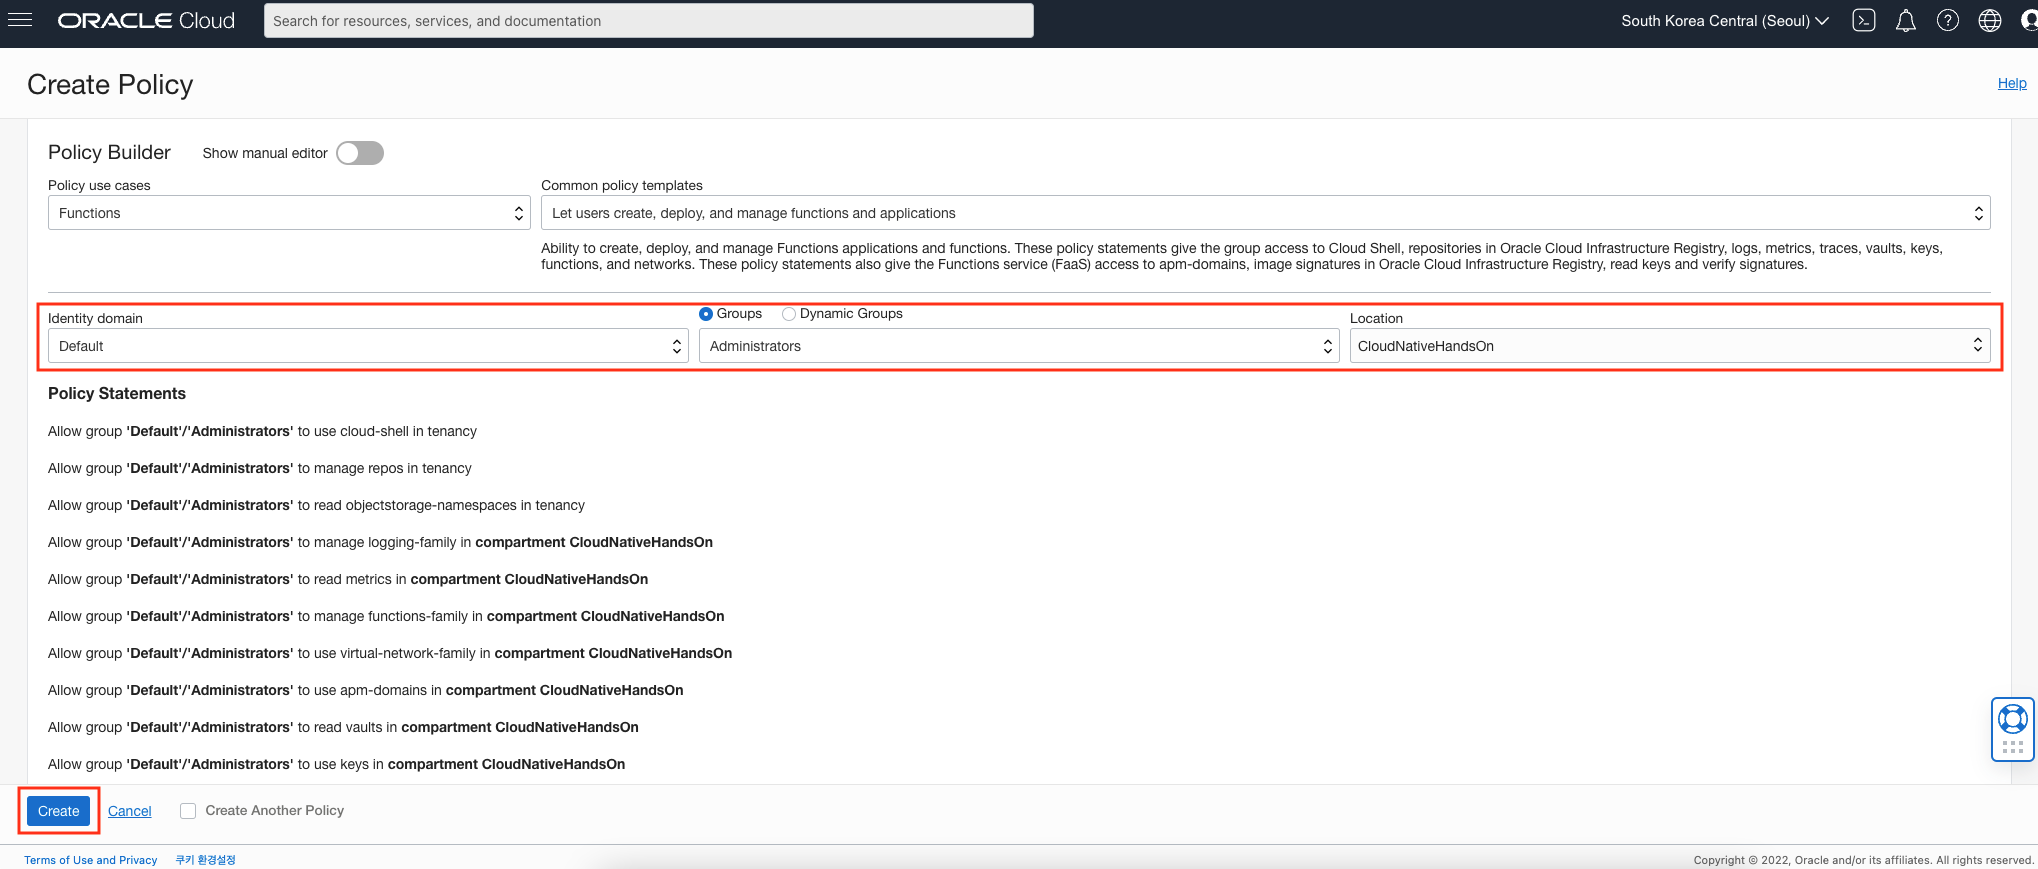 ORACLE Cloud
Search for resources, services, and documentation
South Korea Central (Seoul)
Create Policy
Help
Policy Builder
Show manual editor
Policy use cases
Common policy templates
Functions
Let users create, deploy, and manage functions and applications
Ability to create, deploy, and manage Functions applications and functions. These policy statements give the group access to Cloud Shell, repositories in Oracle Cloud Infrastructure Registry, logs, metrics, traces, vaults, keys,
functions, and networks. These policy statements also give the Functions service (FaaS) access to apm-domains, image signatures in Oracle Cloud Infrastructure Registry, read keys and verify signatures.
Identity domain
Groups
Dynamic Groups
Location
Default
Administrators
CloudNativeHandsOn
Policy Statements
Allow group 'Default'/'Administrators' to use cloud-shell in tenancy
Allow group 'Default'/'Administrators' to manage repos in tenancy
Allow group 'Default'/'Administrators' to read objectstorage-namespaces in tenancy
Allow group 'Default'/'Administrators' to manage logging-family in compartment CloudNativeHandsOn
Allow group 'Default'/'Administrators' to read metrics in compartment CloudNativeHandsOn
Allow group 'Default'/'Administrators' to manage functions-family in compartment CloudNativeHandsOn
Allow group 'Default'/'Administrators' to use virtual-network-family in compartment CloudNativeHandsOn
Allow group 'Default'/'Administrators' to use apm-domains in compartment CloudNativeHandsOn
Allow group 'Default'/'Administrators' to read vaults in compartment CloudNativeHandsOn
Allow group 'Default'/'Administrators' to use keys in compartment CloudNativeHandsOn
Create
Cancel
Create Another Policy
Terms of Use and Privacy
쿠키 환경설정
Copyright © 2022, Oracle and/or its affiliates. All rights reserved.